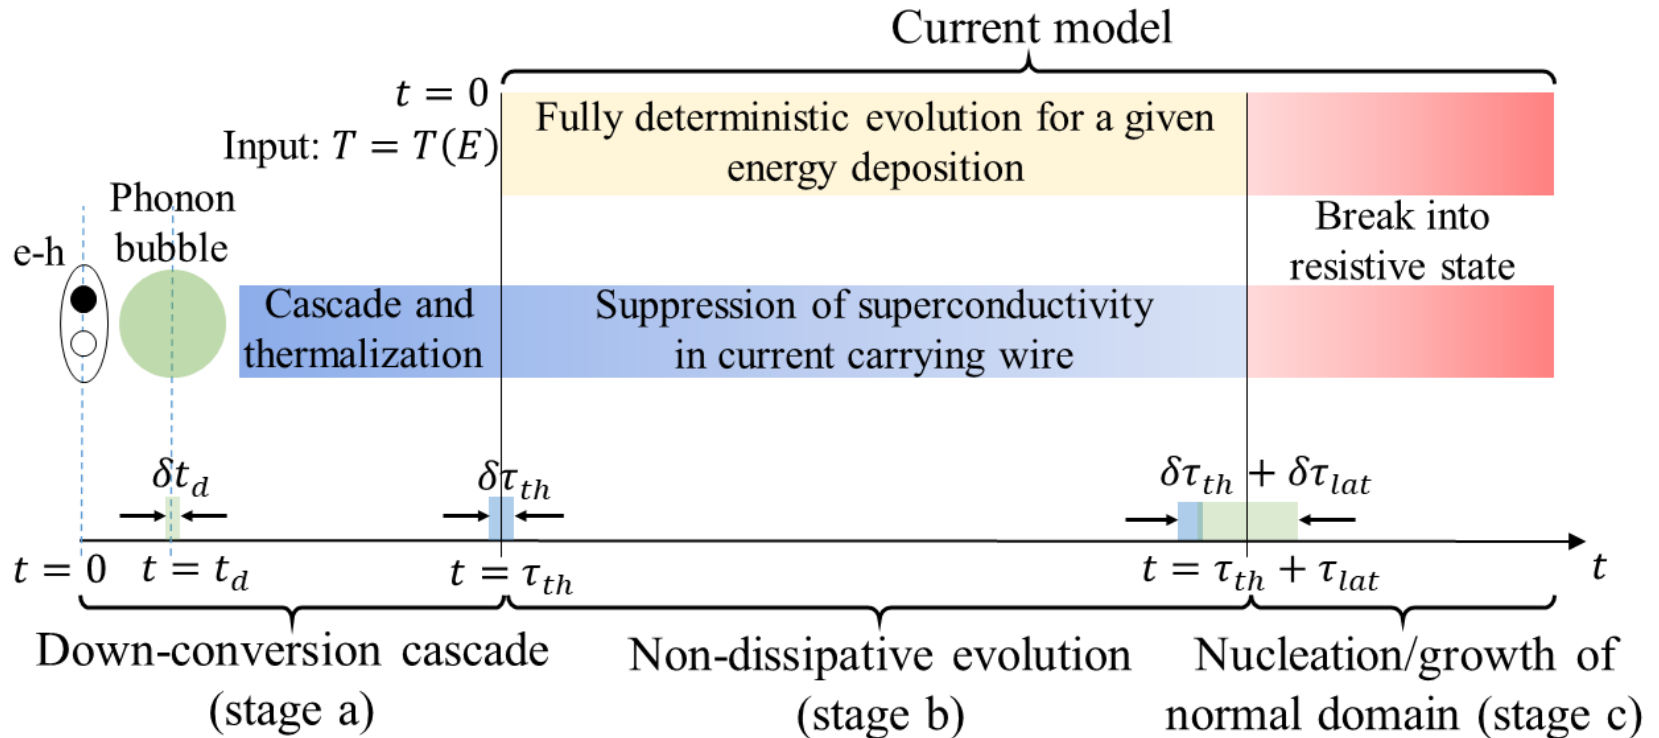 Current model
t = 0
Input: T = T(E)
Fully deterministic evolution for a given
energy deposition
Phonon
bubble
e-h
Break into
resistive state
Cascade and
thermalization
Suppression of superconductivity
in current carrying wire
δt_d
δτ_th
δτ_th + δτ_lat
t = 0
t = t_d
t = τ_th
t = τ_th + τ_lat
t
Down-conversion cascade
(stage a)
Non-dissipative evolution
(stage b)
Nucleation/growth of
normal domain (stage c)